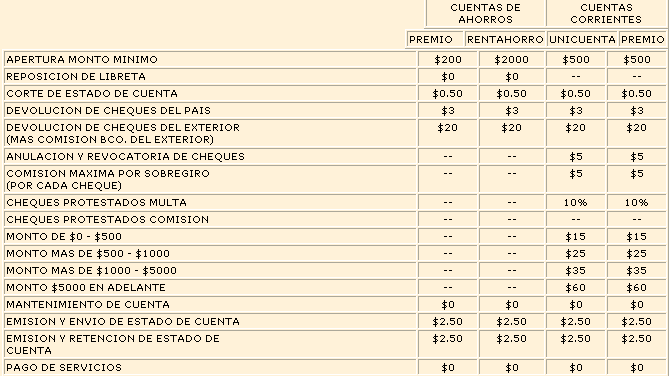 CUENTAS DE AHORROS CUENTAS CORRIENTES
PREMIO RENTAHORRO UNICUENTA PREMIO
APERTURA MONTO MINIMO $200 $2000 $500 $500
REPOSICION DE LIBRETA $0 $0 -- --
CORTE DE ESTADO DE CUENTA $0.50 $0.50 $0.50 $0.50
DEVOLUCION DE CHEQUES DEL PAIS $3 $3 $3 $3
DEVOLUCION DE CHEQUES DEL EXTERIOR $20 $20 $20 $20
(MAS COMISION BCO. DEL EXTERIOR)
ANULACION Y REVOCATORIA DE CHEQUES -- -- $5 $5
COMISION MAXIMA POR SOBREGIRO -- -- $5 $5
(POR CADA CHEQUE)
CHEQUES PROTESTADOS MULTA -- -- 10% 10%
CHEQUES PROTESTADOS COMISION -- -- -- --
MONTO DE $0 - $500 -- -- $15 $15
MONTO MAS DE $500 - $1000 -- -- $25 $25
MONTO MAS DE $1000 - $5000 -- -- $35 $35
MONTO $5000 EN ADELANTE -- -- $60 $60
MANTENIMIENTO DE CUENTA $0 $0 $0 $0
EMISION Y ENVIO DE ESTADO DE CUENTA $2.50 $2.50 $2.50 $2.50
EMISION Y RETENCION DE ESTADO DE $2.50 $2.50 $2.50 $2.50
CUENTA
PAGO DE SERVICIOS $0 $0 $0 $0